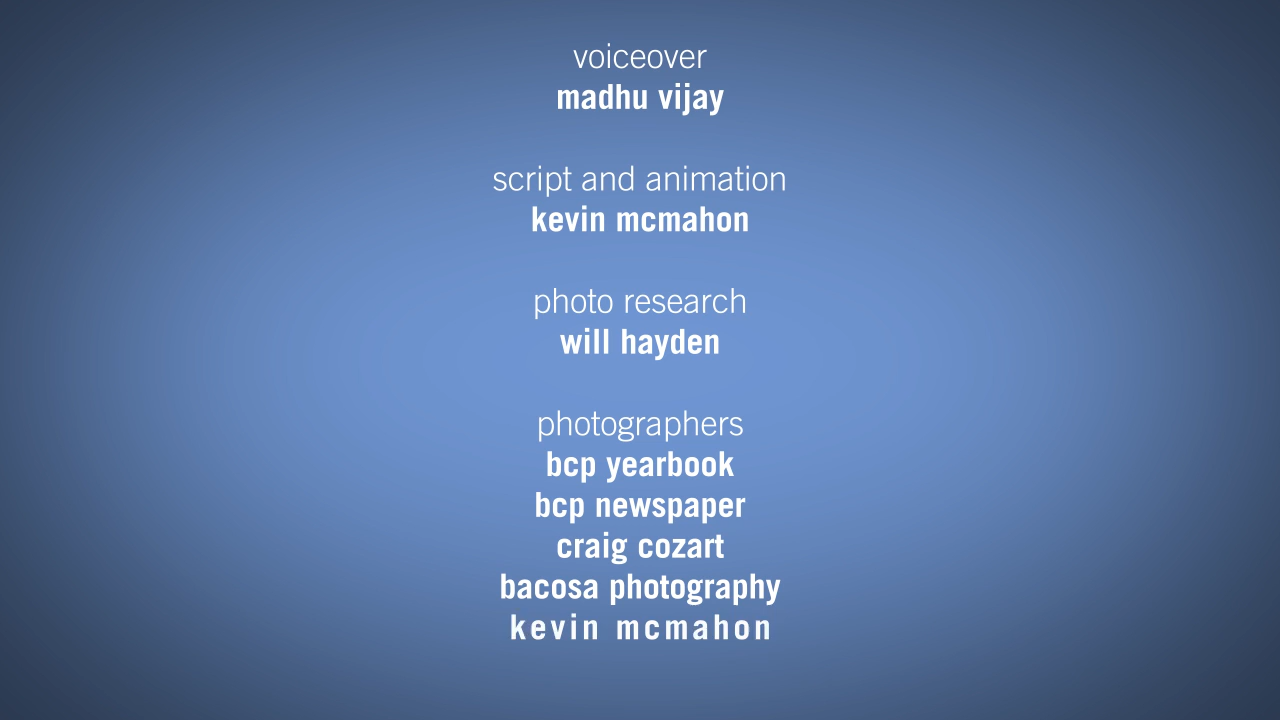 voiceover
madhu vijay
script and animation
kevin mcmahon
photo research
will hayden
photographers
bcp yearbook
bcp newspaper
craig cozart
bacosa photography
kevin mcmahon